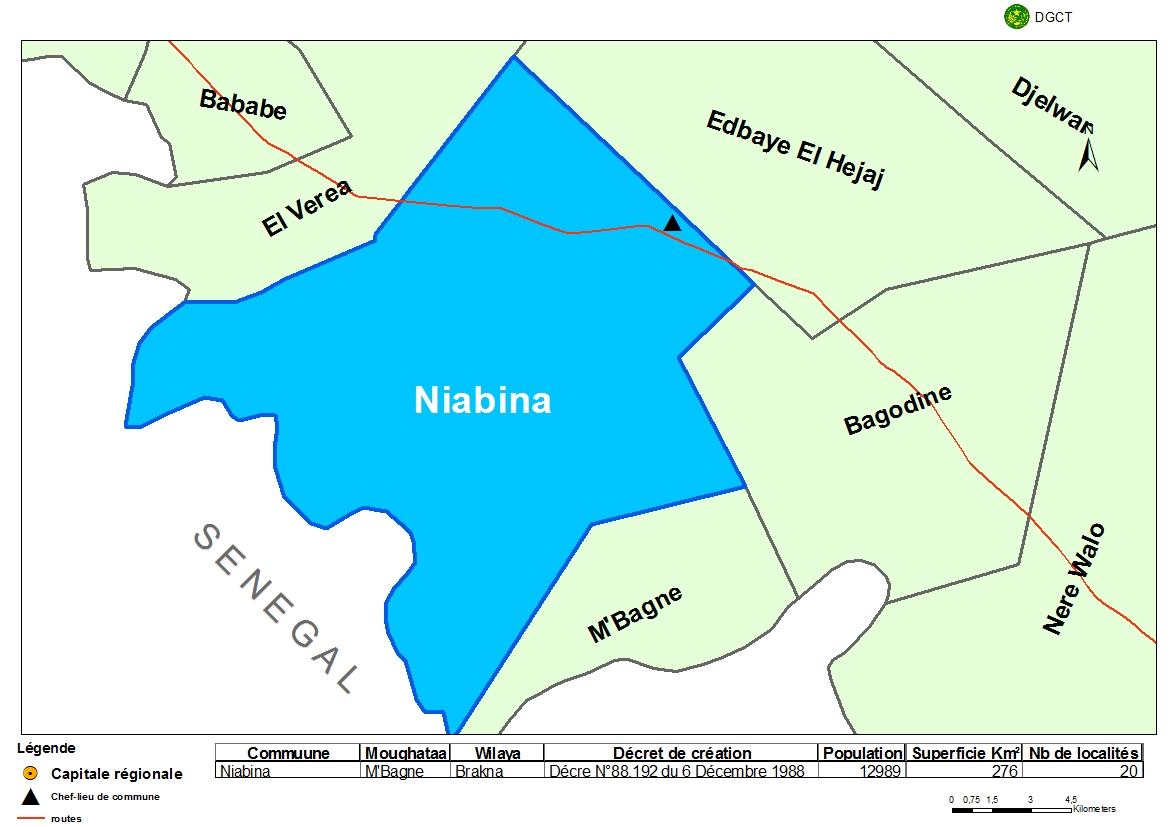 DGCT
Bababe
Edbaye El Hejaj
Djelwar
N
El Verea
Niabina
Bagodine
SENEGAL
M'Bagne
Nere Walo
Légende
Capitale régionale
Chef-lieu de commune
routes
Commuune Moughataa Wilaya Décret de création Population Superficie Km² Nb de localités
Niabina M'Bagne Brakna Décre N°88.192 du 6 Décembre 1988 12989 276 20
0 0,75 1,5 3 4,5
Kilometers